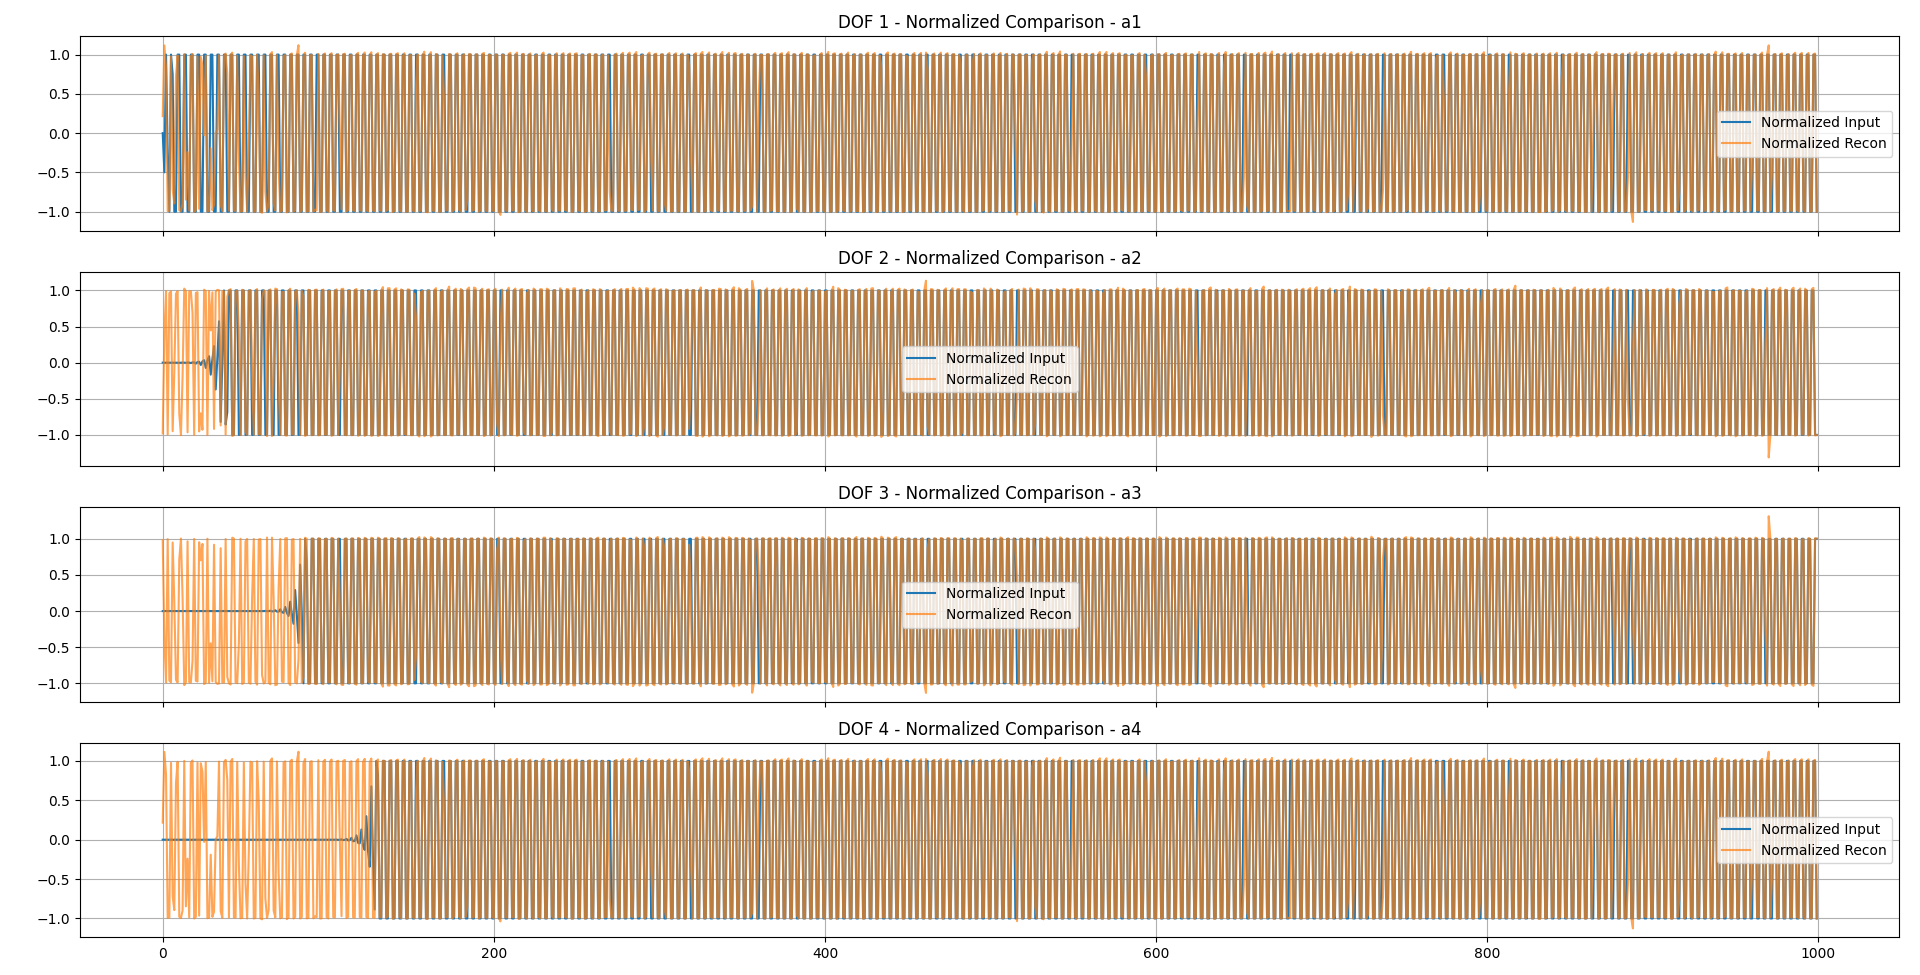 DOF 1 - Normalized Comparison - a1
1.0
0.5
0.0
−0.5
−1.0
Normalized Input
Normalized Recon
DOF 2 - Normalized Comparison - a2
1.0
0.5
0.0
−0.5
−1.0
Normalized Input
Normalized Recon
DOF 3 - Normalized Comparison - a3
1.0
0.5
0.0
−0.5
−1.0
Normalized Input
Normalized Recon
DOF 4 - Normalized Comparison - a4
1.0
0.5
0.0
−0.5
−1.0
Normalized Input
Normalized Recon
0 200 400 600 800 1000